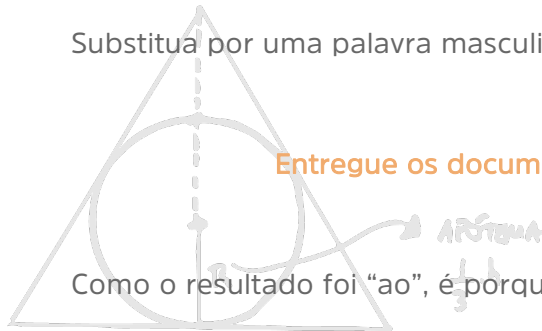 Substitua por uma palavra masculi
Entregue os docum
APÓTEMA
Como o resultado foi “ao”, é porqu